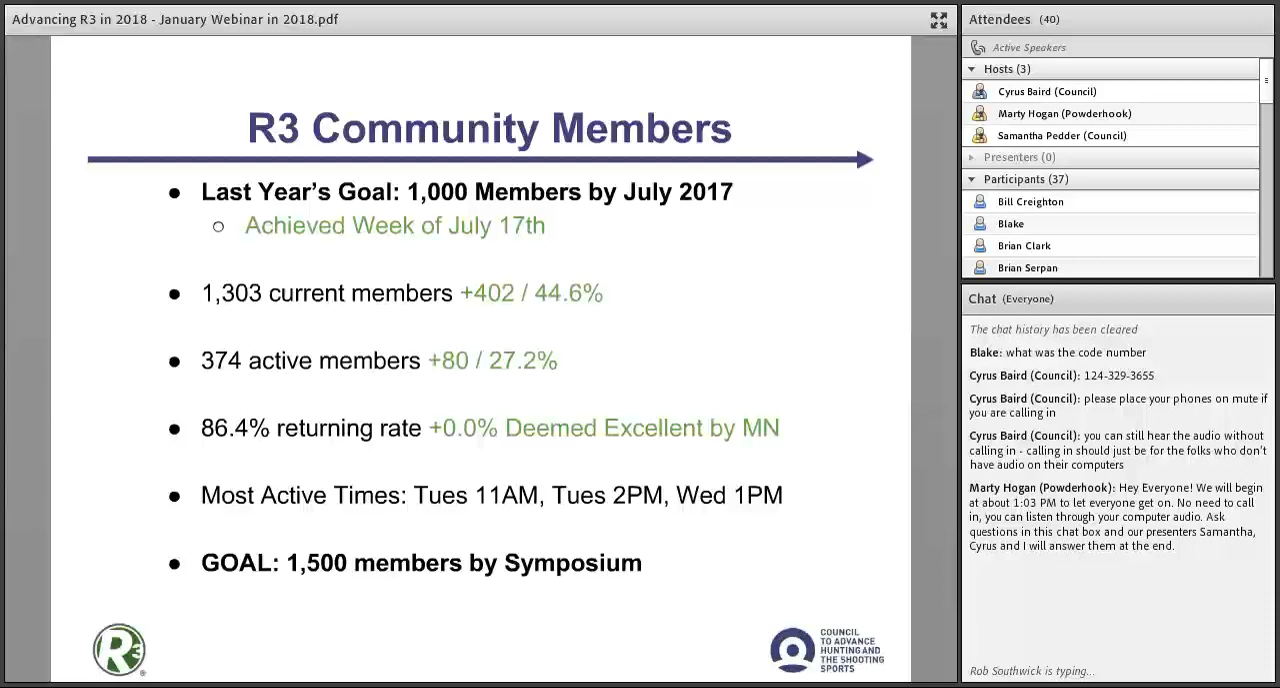 Advancing R3 in 2018 - January Webinar in 2018.pdf
R3 Community Members
● Last Year's Goal: 1,000 Members by July 2017
○ Achieved Week of July 17th
● 1,303 current members +402 / 44.6%
● 374 active members +80 / 27.2%
● 86.4% returning rate +0.0% Deemed Excellent by MN
● Most Active Times: Tues 11AM, Tues 2PM, Wed 1PM
● GOAL: 1,500 members by Symposium
R3
®
COUNCIL
TO ADVANCE
HUNTING AND
THE SHOOTING
SPORTS
Attendees (40)
Active Speakers
Hosts (3)
Cyrus Baird (Council)
Marty Hogan (Powderhook)
Samantha Pedder (Council)
Presenters (0)
Participants (37)
Bill Creighton
Blake
Brian Clark
Brian Serpan
Chat (Everyone)
The chat history has been cleared
Blake: what was the code number
Cyrus Baird (Council): 124-329-3655
Cyrus Baird (Council): please place your phones on mute if
you are calling in
Cyrus Baird (Council): you can still hear the audio without
calling in - calling in should just be for the folks who don't
have audio on their computers
Marty Hogan (Powderhook): Hey Everyone! We will begin
at about 1:03 PM to let everyone get on. No need to call
in, you can listen through your computer audio. Ask
questions in this chat box and our presenters Samantha,
Cyrus and I will answer them at the end.
Rob Southwick is typing...